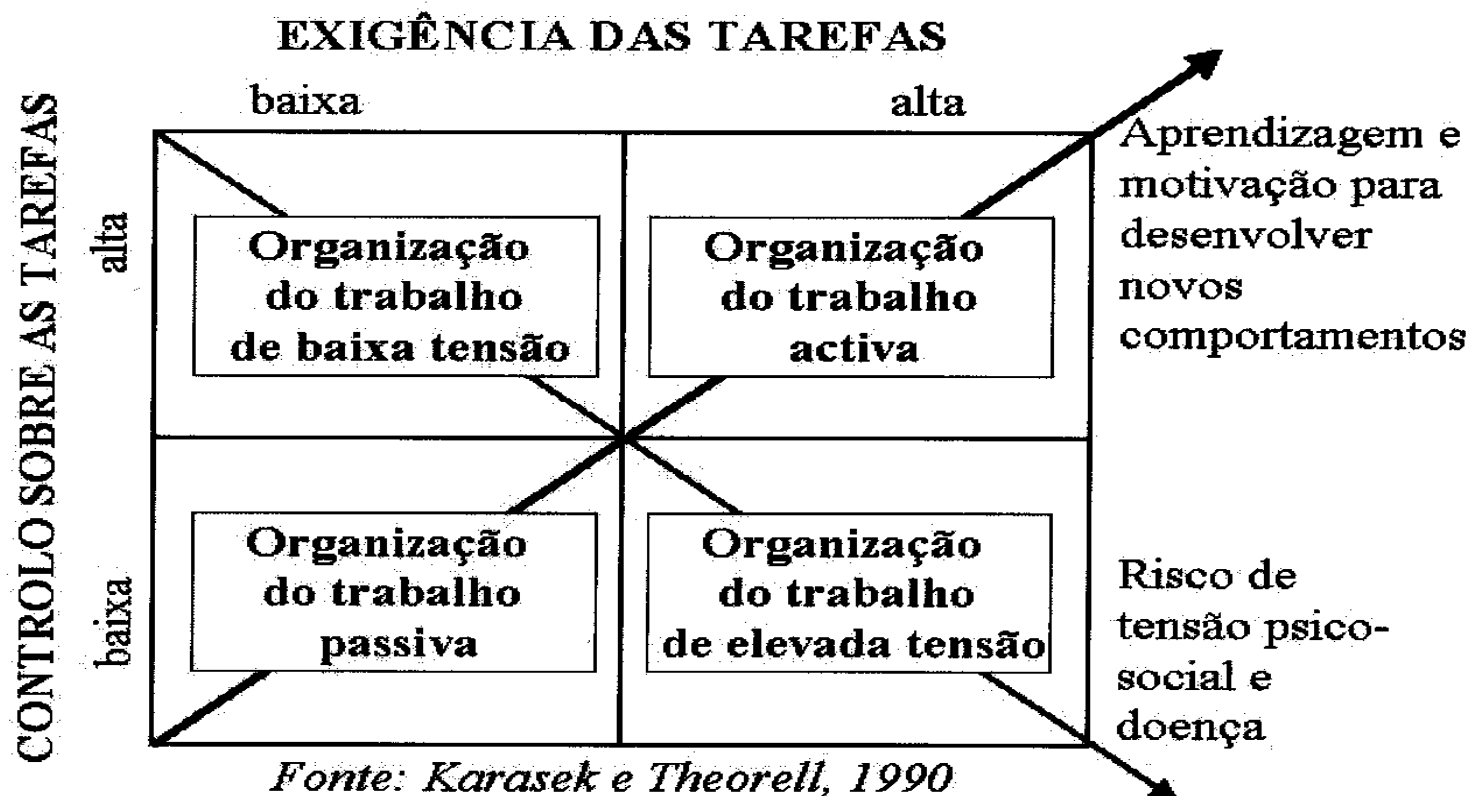 EXIGÊNCIA DAS TAREFAS
baixa
alta
CONTROLO SOBRE AS TAREFAS
alta
baixa
Organização
do trabalho
de baixa tensão
Organização
do trabalho
activa
Aprendizagem e
motivação para
desenvolver
novos
comportamentos
Organização
do trabalho
passiva
Organização
do trabalho
de elevada tensão
Risco de
tensão psico-
social e
doença
Fonte: Karasek e Theorell, 1990